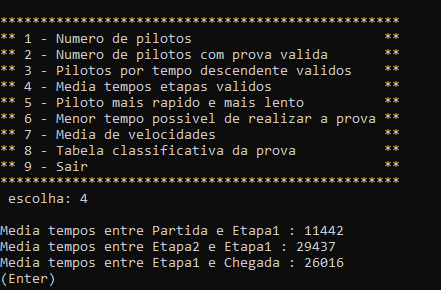 **************************************************
** 1 - Numero de pilotos **
** 2 - Numero de pilotos com prova valida **
** 3 - Pilotos por tempo descendente validos **
** 4 - Media tempos etapas validos **
** 5 - Piloto mais rapido e mais lento **
** 6 - Menor tempo possivel de realizar a prova **
** 7 - Media de velocidades **
** 8 - Tabela classificativa da prova **
** 9 - Sair **
**************************************************
escolha: 4
Media tempos entre Partida e Etapa1 : 11442
Media tempos entre Etapa2 e Etapa1 : 29437
Media tempos entre Etapa1 e Chegada : 26016
(Enter)